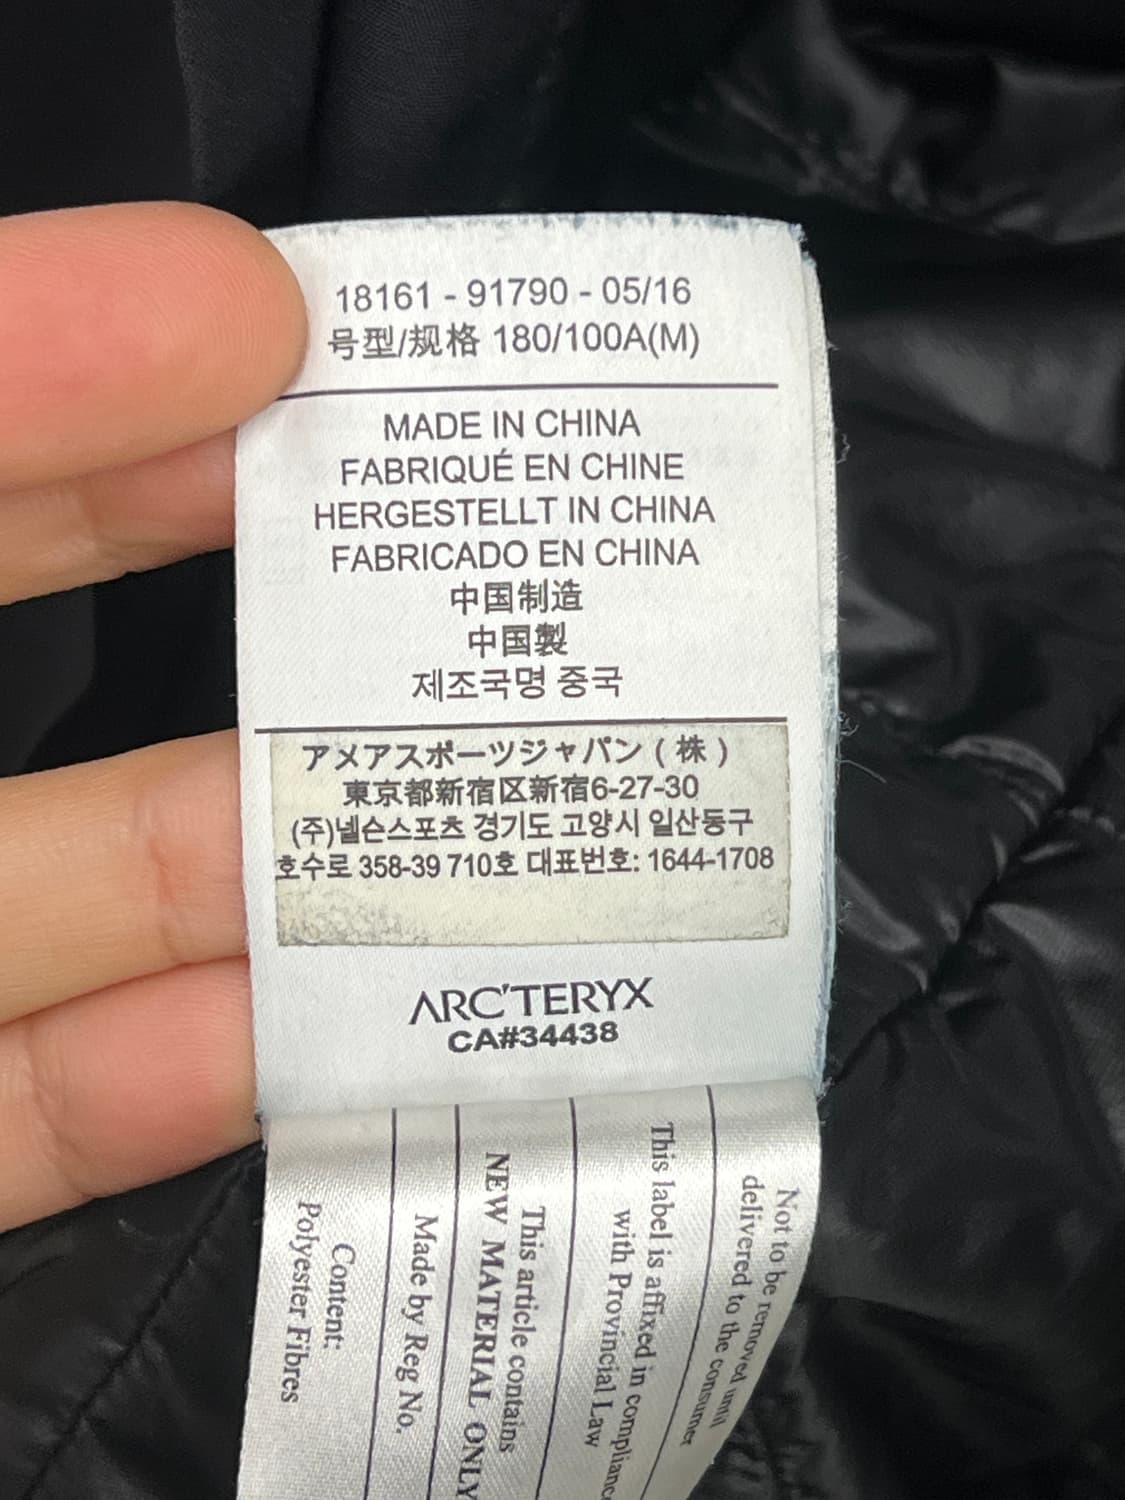 18161 - 91790 - 05/16
号型/规格 180/100A(M)
MADE IN CHINA
FABRIQUÉ EN CHINE
HERGESTELLT IN CHINA
FABRICADO EN CHINA
中国制造
中国製
제조국명 중국
アメアスポーツジャパン ( 株 )
東京都新宿区新宿6-27-30
(주)넬슨스포츠 경기도 고양시 일산동구
호수로 358-39 710호 대표번호: 1644-1708
ARC'TERYX
CA#34438
Not to be removed until
delivered to the consumer
This label is affixed in compliance
with Provincial Law
This article contains
NEW MATERIAL ONLY
Made by Reg No.
Content:
Polyester Fibres